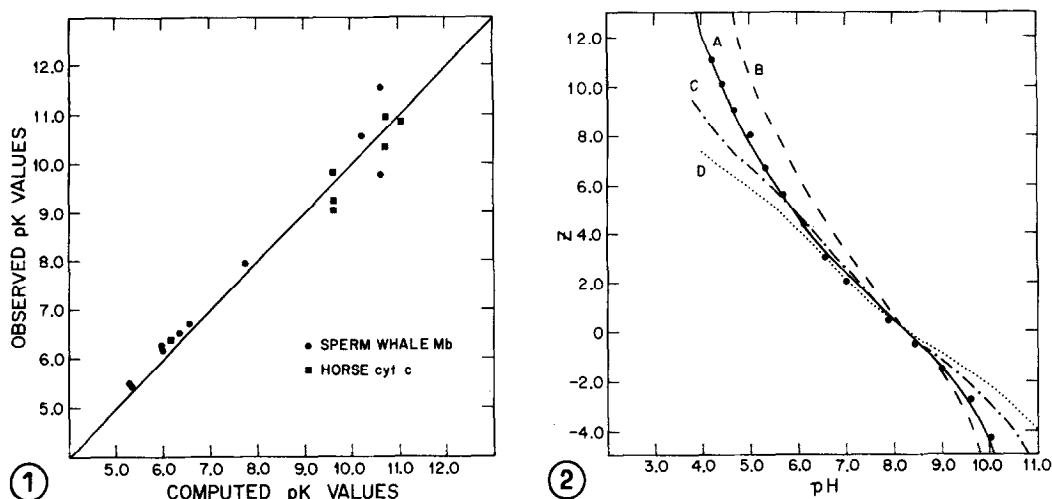 12.0
11.0
10.0
9.0
8.0
7.0
6.0
5.0
OBSERVED pK VALUES
● SPERM WHALE Mb
■ HORSE cyt c
5.0 6.0 7.0 8.0 9.0 10.0 11.0 12.0
COMPUTED pK VALUES
1
12.0
10.0
8.0
6.0
4.0
2.0
0
-2.0
-4.0
Z
A
B
C
D
3.0 4.0 5.0 6.0 7.0 8.0 9.0 10.0 11.0
pH
2